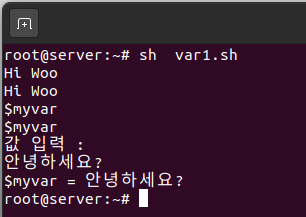 root@server:~# sh  var1.sh
Hi Woo
Hi Woo
$myvar
$myvar
값 입력 :
안녕하세요?
$myvar = 안녕하세요?
root@server:~#